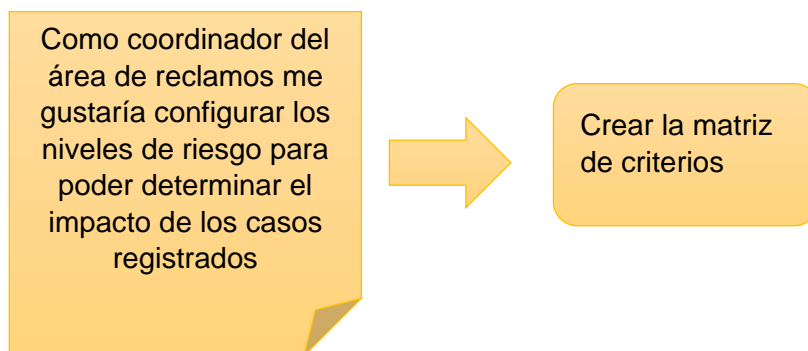 Como coordinador del
área de reclamos me
gustaría configurar los
niveles de riesgo para
poder determinar el
impacto de los casos
registrados
Crear la matriz
de criterios